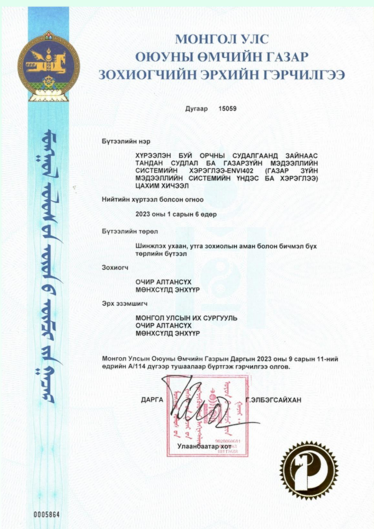 МОНГОЛ УЛС
ОЮУНЫ ӨМЧИЙН ГАЗАР
ЗОХИОГЧИЙН ЭРХИЙН ГЭРЧИЛГЭЭ
Дугаар 15059
Бүтээлийн нэр
ХҮРЭЭЛЭН БУЙ ОРЧНЫ СУДАЛГААНД ЗАЙНААС
ТАНДАН СУДЛАЛ БА ГАЗАРЗҮЙН МЭДЭЭЛЛИЙН
СИСТЕМИЙН ХЭРЭГЛЭЭ-ENVI402 (ГАЗАР ЗҮЙН
МЭДЭЭЛЛИЙН СИСТЕМИЙН ҮНДЭС БА ХЭРЭГЛЭЭ)
ЦАХИМ ХИЧЭЭЛ
Нийтийн хүртээл болсон огноо
2023 оны 1 сарын 6 өдөр
Бүтээлийн төрөл
Шинжлэх ухаан, утга зохиолын аман болон бичмэл бүх
төрлийн бүтээл
Зохиогч
ОЧИР АЛТАНСҮХ
МӨНХСҮЛД ЭНХҮҮР
Эрх эзэмшигч
МОНГОЛ УЛСЫН ИХ СУРГУУЛЬ
ОЧИР АЛТАНСҮХ
МӨНХСҮЛД ЭНХҮҮР
Монгол Улсын Оюуны Өмчийн Газрын Даргын 2023 оны 9 сарын 11-ний
өдрийн А/114 дүгээр тушаалаар бүртгэж гэрчилгээ олгов.
ДАРГА Г.ЭЛБЭГСАЙХАН
Улаанбаатар хот
0005864